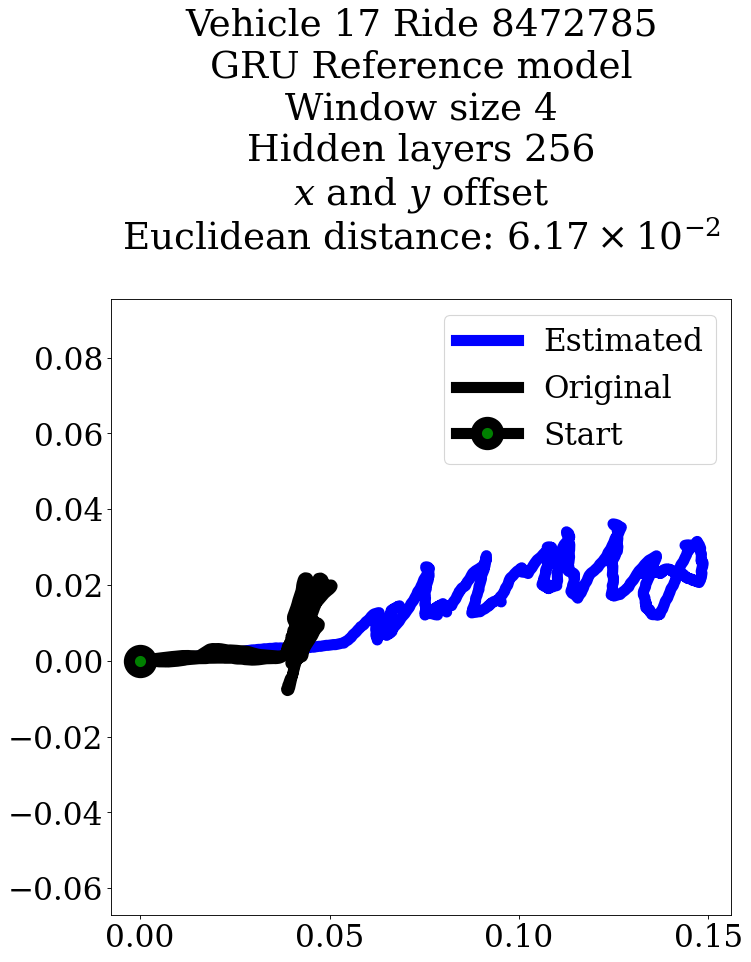 Vehicle 17 Ride 8472785
GRU Reference model
Window size 4
Hidden layers 256
x and y offset
Euclidean distance: 6.17 × 10⁻²
Estimated
Original
Start
0.08
0.06
0.04
0.02
0.00
−0.02
−0.04
−0.06
0.00 0.05 0.10 0.15